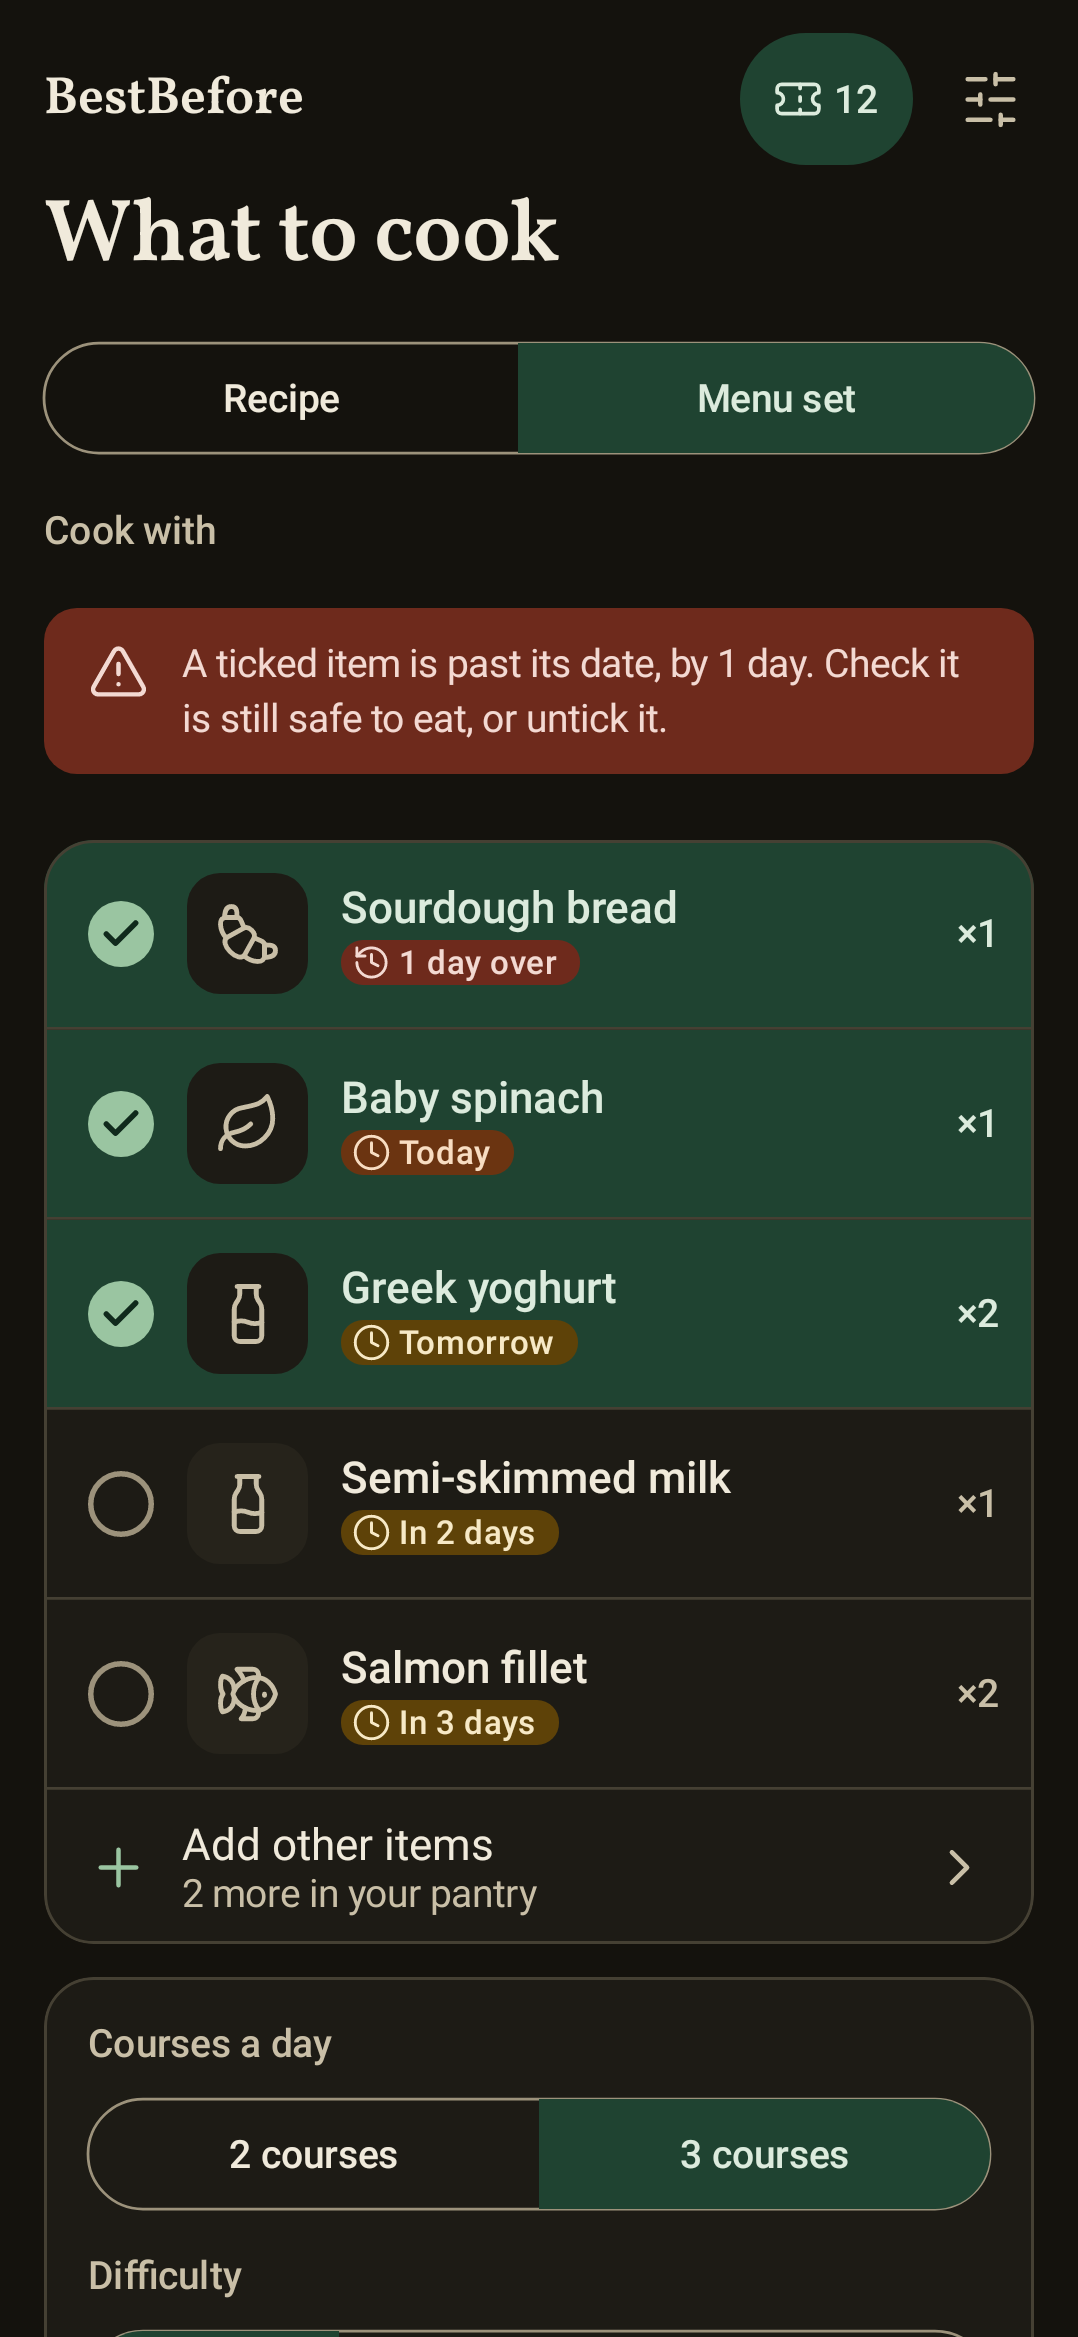 BestBefore
12
What to cook
Recipe
Menu set
Cook with
A ticked item is past its date, by 1 day. Check it
is still safe to eat, or untick it.
Sourdough bread
1 day over
×1
Baby spinach
Today
×1
Greek yoghurt
Tomorrow
×2
Semi-skimmed milk
In 2 days
×1
Salmon fillet
In 3 days
×2
Add other items
2 more in your pantry
Courses a day
2 courses
3 courses
Difficulty